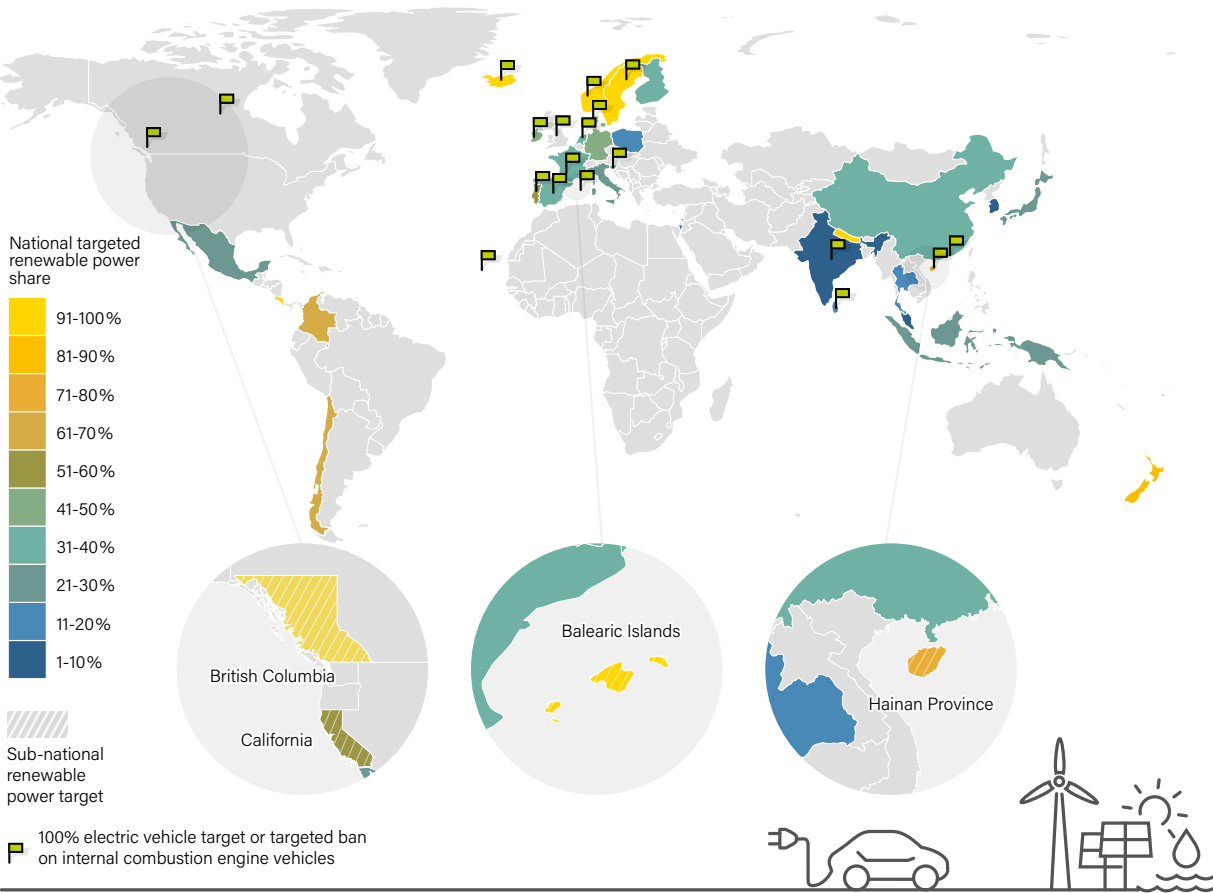 National targeted
renewable power
share
91-100%
81-90%
71-80%
61-70%
51-60%
41-50%
31-40%
21-30%
11-20%
1-10%
Sub-national
renewable
power target
100% electric vehicle target or targeted ban
on internal combustion engine vehicles
British Columbia
California
Balearic Islands
Hainan Province